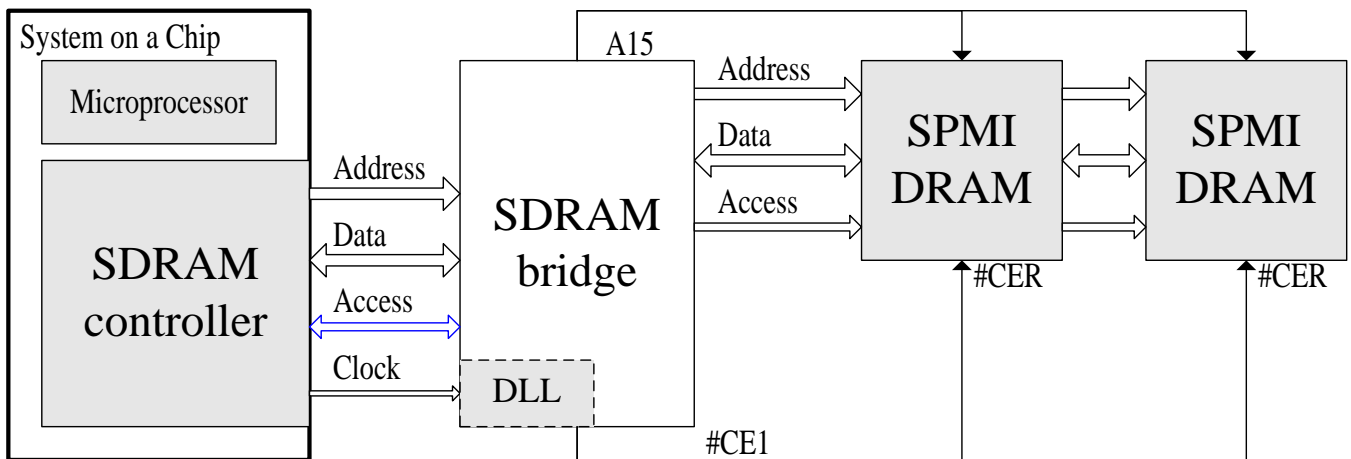 System on a Chip
Microprocessor
SDRAM
controller
Address
Data
Access
Clock
SDRAM
bridge
DLL
A15
#CE1
Address
Data
Access
SPMI
DRAM
#CER
SPMI
DRAM
#CER